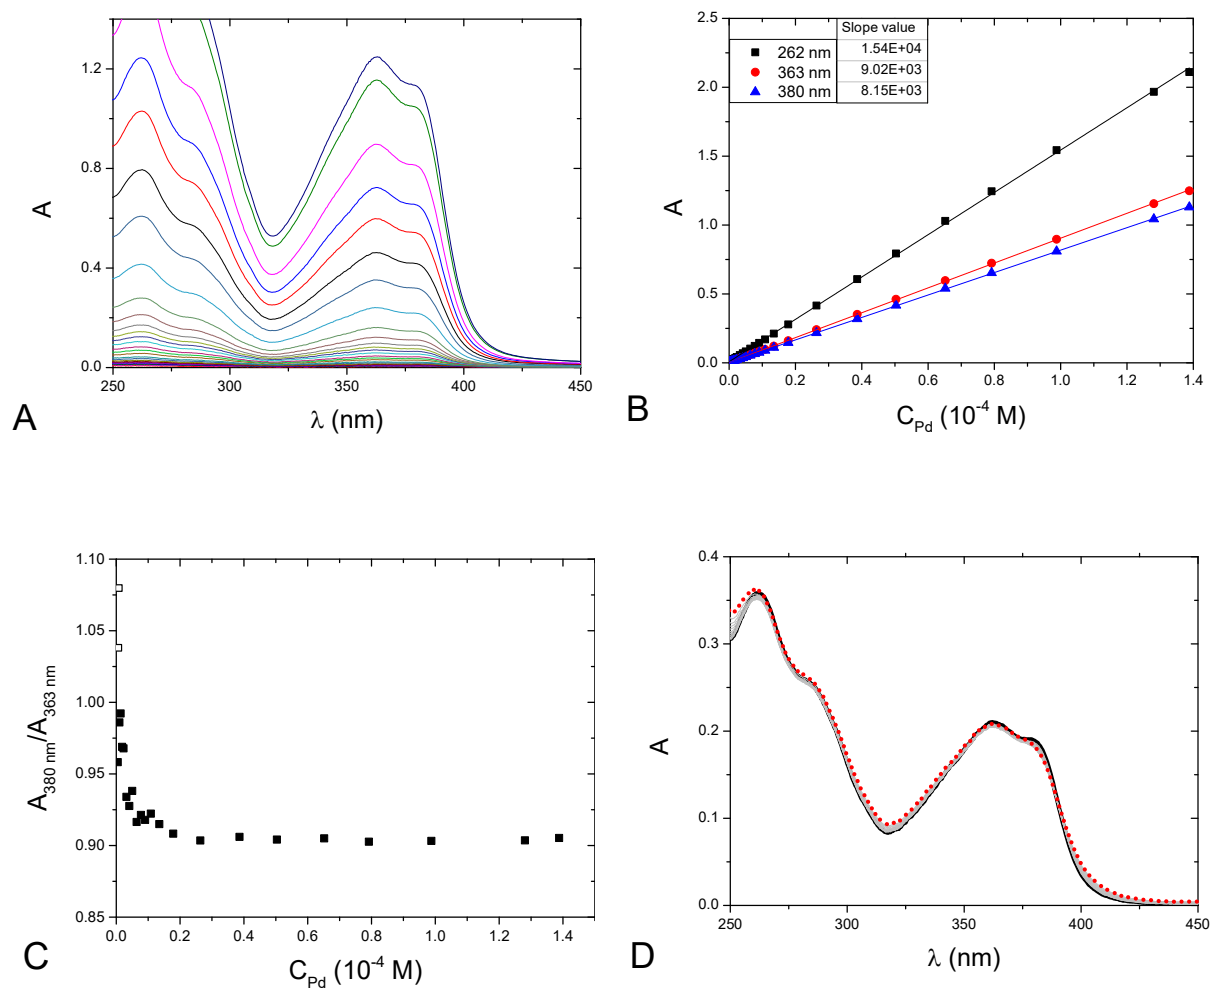 1.2
0.8
0.4
0.0
A
250 300 350 400 450
λ (nm)
A
2.5
2.0
1.5
1.0
0.5
0.0
A
Slope value
262 nm 1.54E+04
363 nm 9.02E+03
380 nm 8.15E+03
0.0 0.2 0.4 0.6 0.8 1.0 1.2 1.4
C_Pd (10^-4 M)
B
1.10
1.05
1.00
0.95
0.90
0.85
A_380 nm/A_363 nm
0.0 0.2 0.4 0.6 0.8 1.0 1.2 1.4
C_Pd (10^-4 M)
C
0.4
0.3
0.2
0.1
0.0
A
250 300 350 400 450
λ (nm)
D